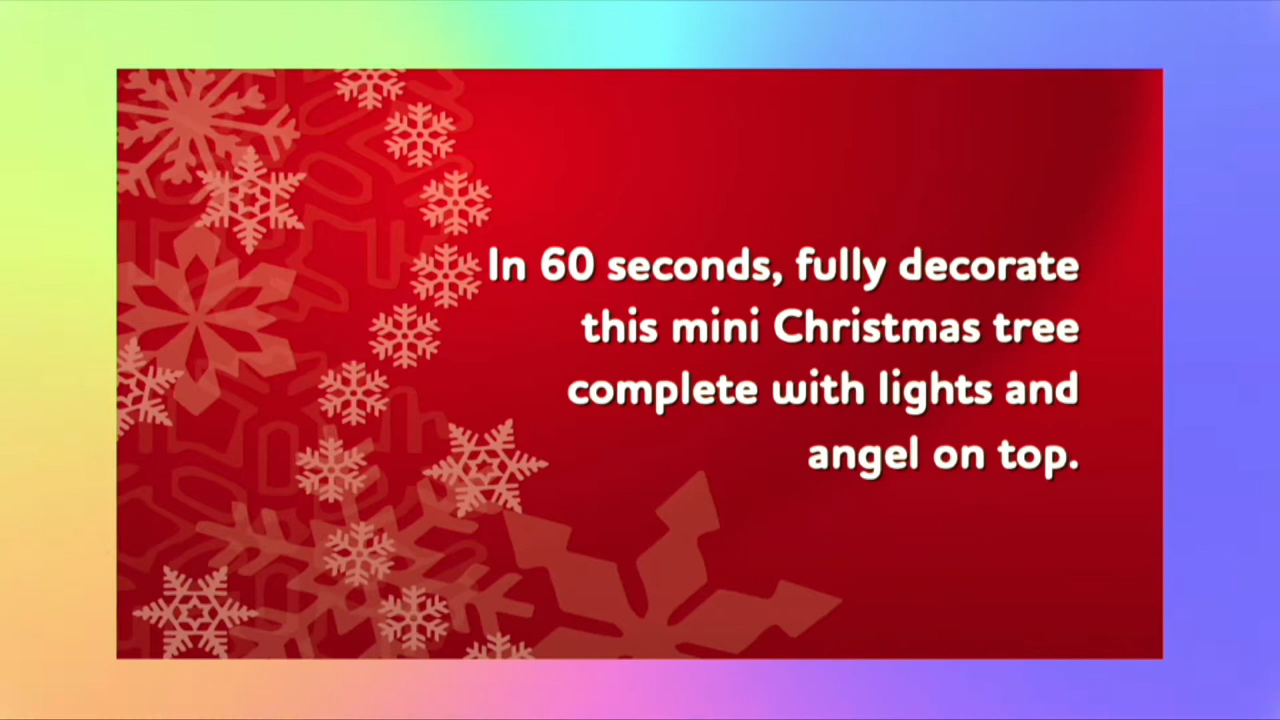 In 60 seconds, fully decorate
this mini Christmas tree
complete with lights and
angel on top.